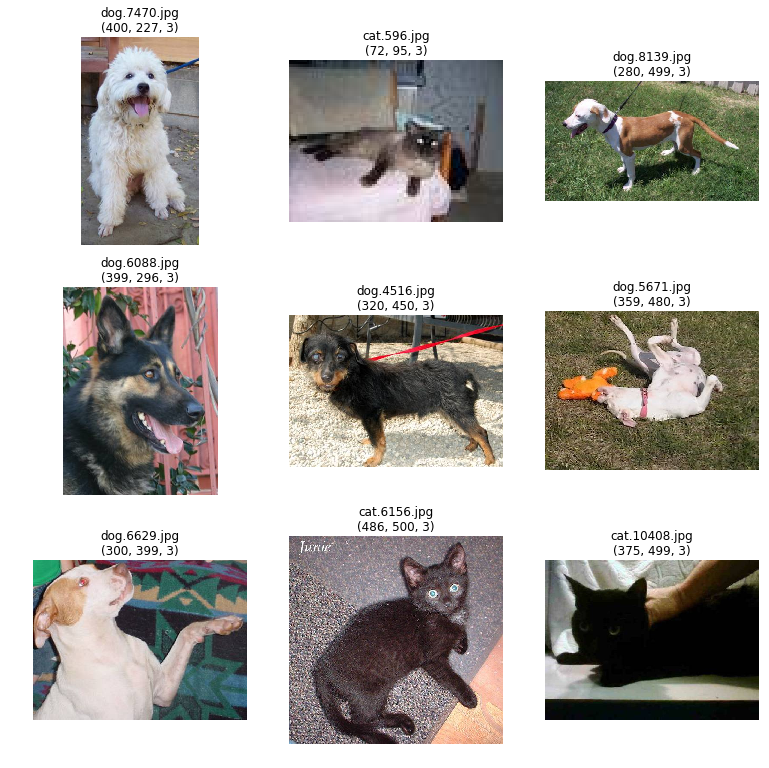 dog.7470.jpg
(400, 227, 3)
cat.596.jpg
(72, 95, 3)
dog.8139.jpg
(280, 499, 3)
dog.6088.jpg
(399, 296, 3)
dog.4516.jpg
(320, 450, 3)
dog.5671.jpg
(359, 480, 3)
dog.6629.jpg
(300, 399, 3)
cat.6156.jpg
(486, 500, 3)
cat.10408.jpg
(375, 499, 3)